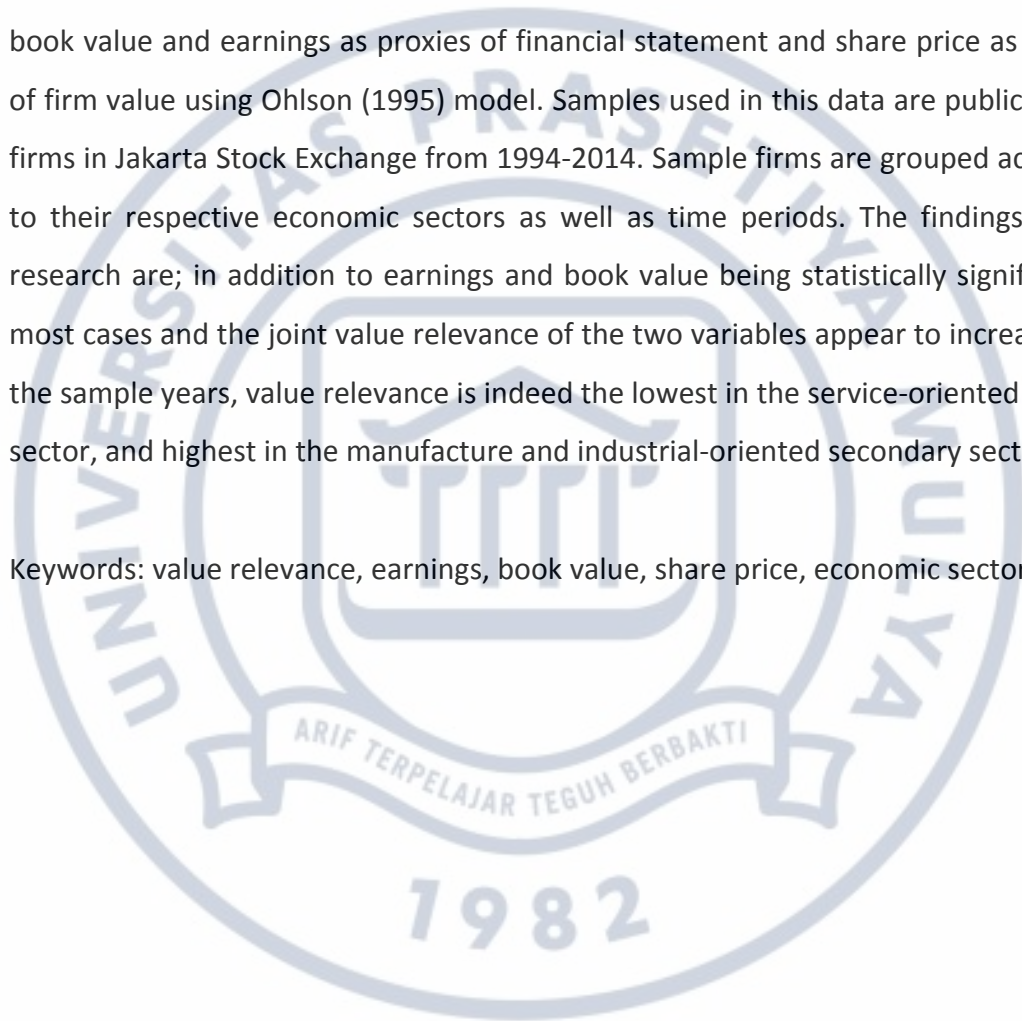 book value and earnings as proxies of financial statement and share price as
of firm value using Ohlson (1995) model. Samples used in this data are public
firms in Jakarta Stock Exchange from 1994-2014. Sample firms are grouped
to their respective economic sectors as well as time periods. The findings
research are; in addition to earnings and book value being statistically
most cases and the joint value relevance of the two variables appear to
the sample years, value relevance is indeed the lowest in the service-oriented
sector, and highest in the manufacture and industrial-oriented secondary
Keywords: value relevance, earnings, book value, share price, economic
UNIVERSITAS PRASETIYA MULYA
ARIF TERPELAJAR TEGUH BERBAKTI
1982